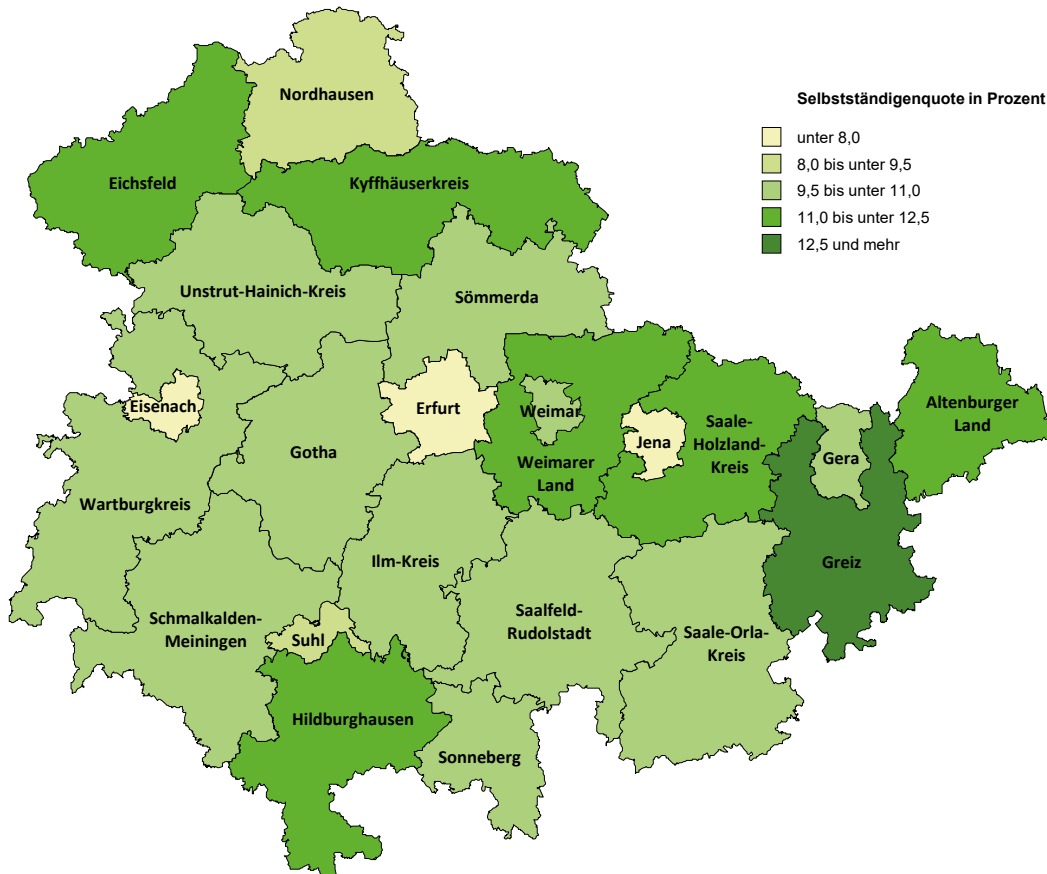 Selbstständigenquote in Prozent
unter 8,0
8,0 bis unter 9,5
9,5 bis unter 11,0
11,0 bis unter 12,5
12,5 und mehr
Nordhausen
Eichsfeld
Kyffhäuserkreis
Unstrut-Hainich-Kreis
Sömmerda
Eisenach
Erfurt
Weimar
Altenburger
Land
Saale-
Holzland-
Kreis
Jena
Gotha
Weimarer
Land
Gera
Wartburgkreis
Ilm-Kreis
Greiz
Schmalkalden-
Meiningen
Suhl
Saalfeld-
Rudolstadt
Saale-Orla-
Kreis
Hildburghausen
Sonneberg